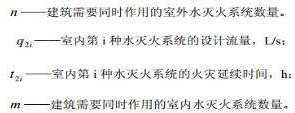 n——建筑需要同时作用的室外水灭火系统数量。
q2i——室内第 i 种水灭火系统的设计流量，L/s；
t2i——室内第 i 种水灭火系统的火灾延续时间，h；
m——建筑需要同时作用的室内水灭火系统数量。